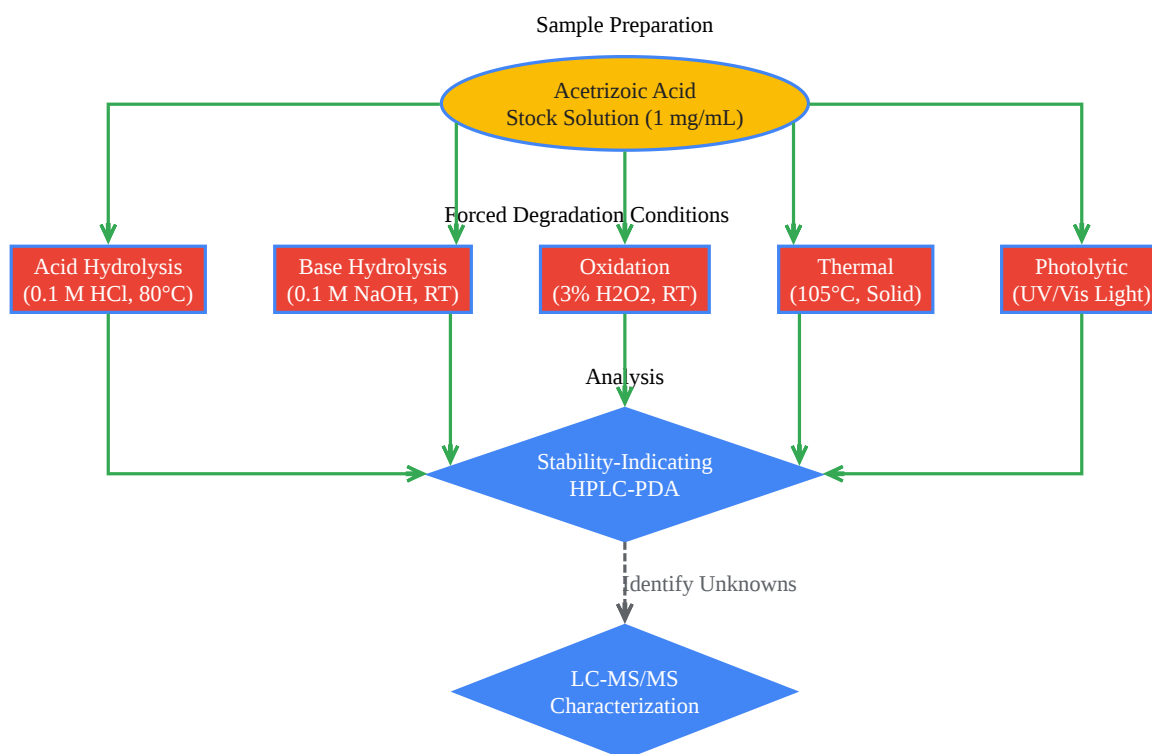 Sample Preparation
Acetrizoic Acid
Stock Solution (1 mg/mL)
Forced Degradation Conditions
Acid Hydrolysis
(0.1 M HCl, 80°C)
Base Hydrolysis
(0.1 M NaOH, RT)
Oxidation
(3% H2O2, RT)
Thermal
(105°C, Solid)
Photolytic
(UV/Vis Light)
Analysis
Stability-Indicating
HPLC-PDA
Identify Unknowns
LC-MS/MS
Characterization